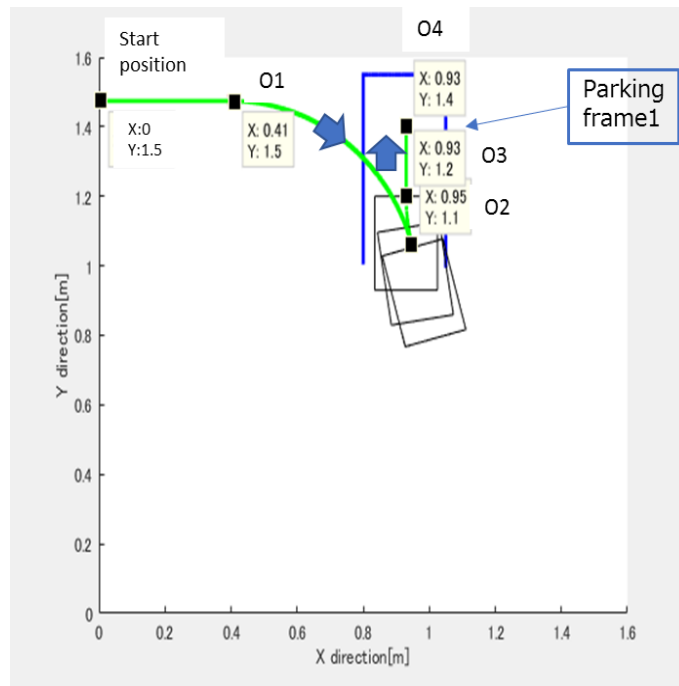 O4
Start
position
1.6
O1
X: 0.93
Y: 1.4
Parking
frame1
1.4
X:0
Y:1.5
X: 0.41
Y: 1.5
X: 0.93
Y: 1.2
O3
1.2
X: 0.95
Y: 1.1
O2
1
0.8
Y direction[m]
0.6
0.4
0.2
0
0 0.2 0.4 0.6 0.8 1 1.2 1.4 1.6
X direction[m]